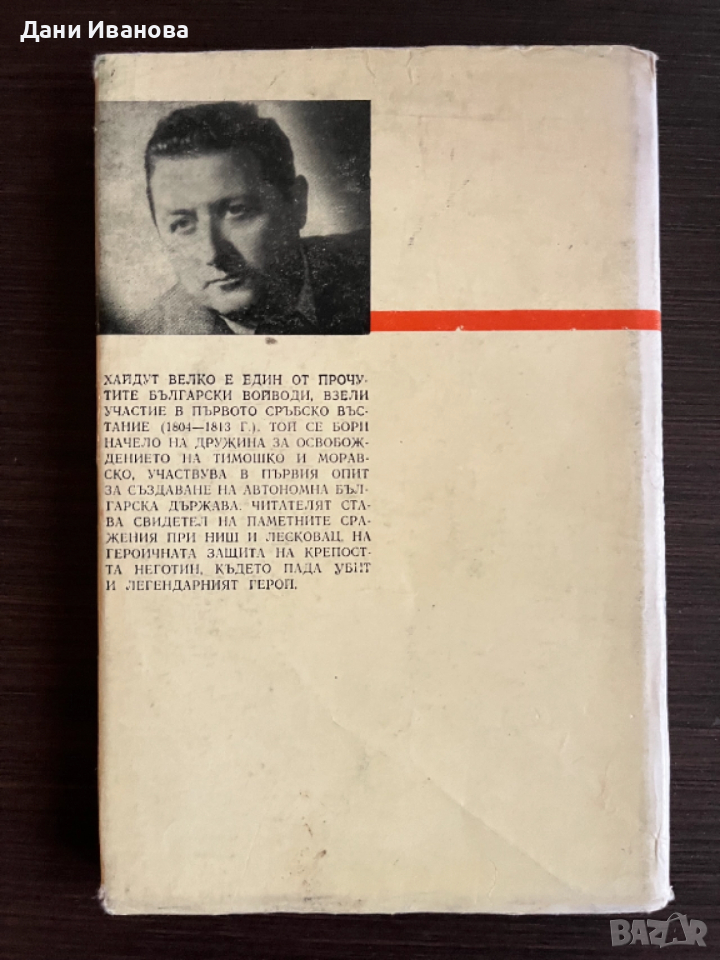 Дани Иванова
ХАЙДУТ ВЕЛКО Е ЕДИН ОТ ПРОЧУ-
ТИТЕ БЪЛГАРСКИ ВОЙВОДИ, ВЗЕЛИ
УЧАСТИЕ В ПЪРВОТО СРЪБСКО ВЪС-
ТАНИЕ (1804—1813 Г.). ТОЙ СЕ БОРИ
НАЧЕЛО НА ДРУЖИНА ЗА ОСВОБОЖ-
ДЕНИЕТО НА ТИМОШКО И МОРАВ-
СКО, УЧАСТВУВА В ПЪРВИЯ ОПИТ
ЗА СЪЗДАВАНЕ НА АВТОНОМНА БЪЛ-
ГАРСКА ДЪРЖАВА. ЧИТАТЕЛЯТ СТА-
ВА СВИДЕТЕЛ НА ПАМЕТНИТЕ СРА-
ЖЕНИЯ ПРИ НИШ И ЛЕСКОВАЦ, НА
ГЕРОИЧНАТА ЗАЩИТА НА КРЕПОСТ-
ТА НЕГОТИН, КЪДЕТО ПАДА УБИТ
И ЛЕГЕНДАРНИЯТ ГЕРОЙ.
BAZAR